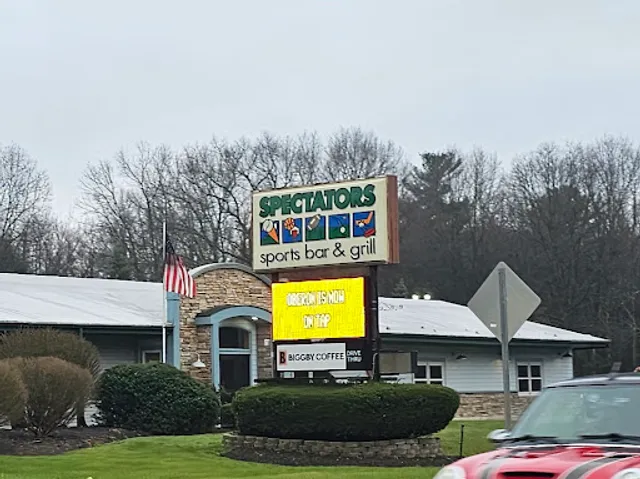 SPECTATORS
sports bar & grill
OBERON IS NOW
ON TAP
BIGGBY COFFEE
DRIVE
THRU